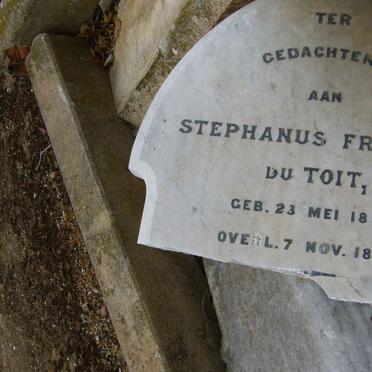 TER
GEDACHTEN
AAN
STEPHANUS FR
DU TOIT,
GEB. 23 MEI 18
OVERL. 7 NOV. 18